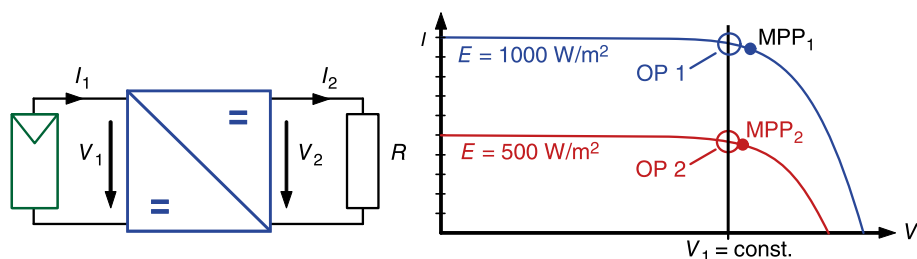 I₁
I₂
V₁
=
=
V₂
R
I
E = 1000 W/m²
MPP₁
OP 1
E = 500 W/m²
MPP₂
OP 2
V
V₁ = const.